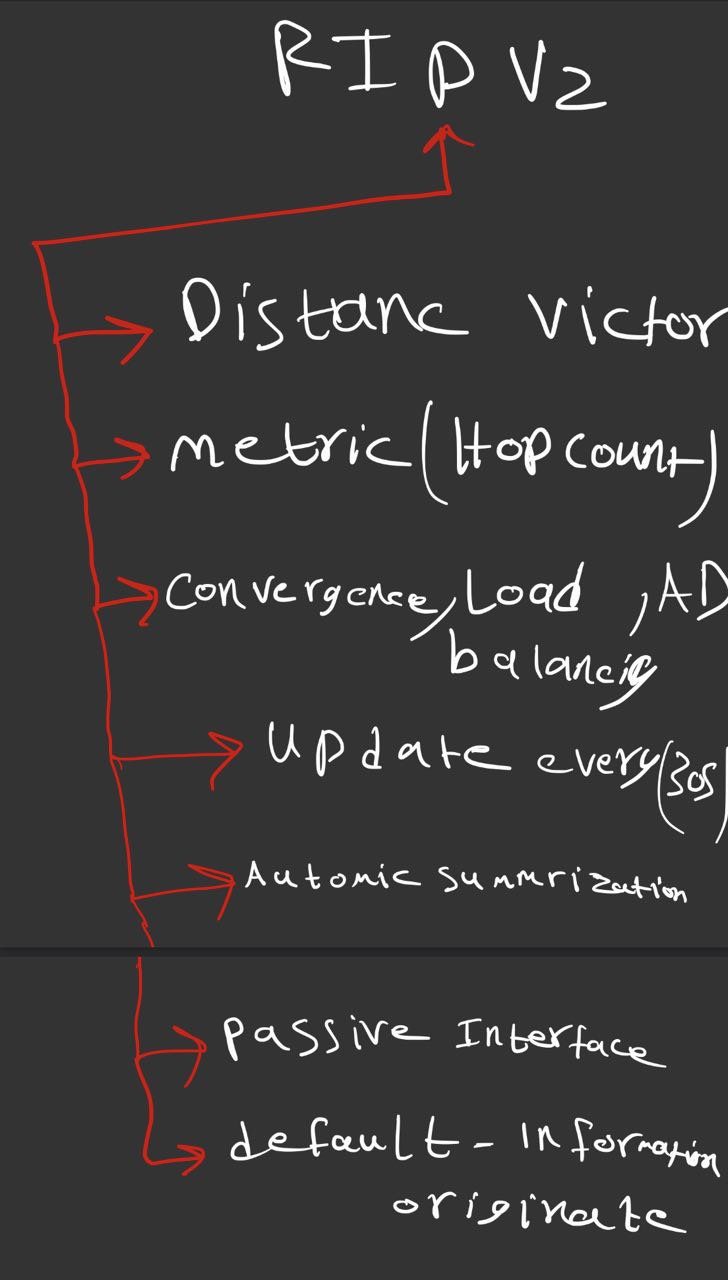 RIP V2
Distanc victor
metric (Hop count)
Convergence, Load , AD
balancig
Update every (30s)
Automic summrization
passive Interface
default - Information
originate